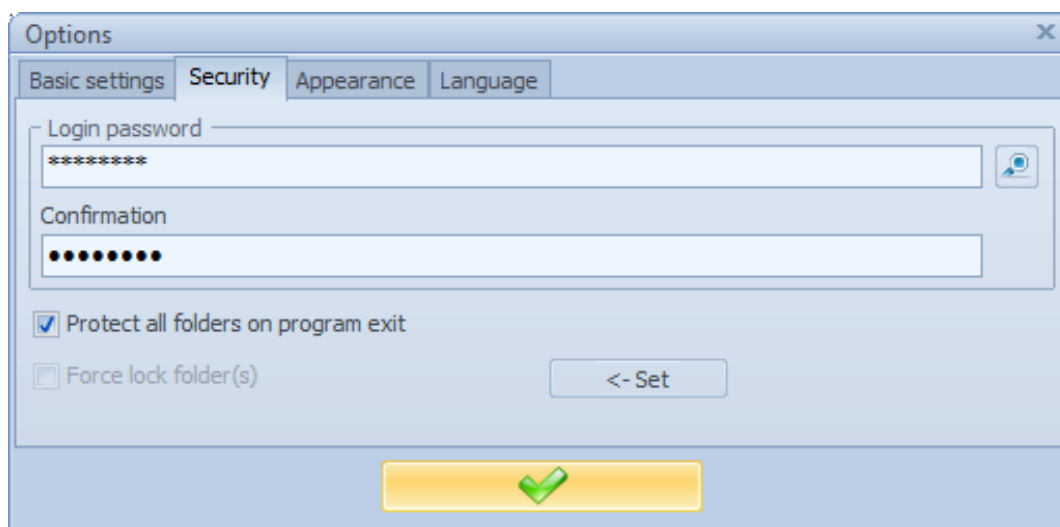 Options
Basic settings Security Appearance Language
Login password
********
Confirmation
●●●●●●●●
Protect all folders on program exit
Force lock folder(s)
<- Set